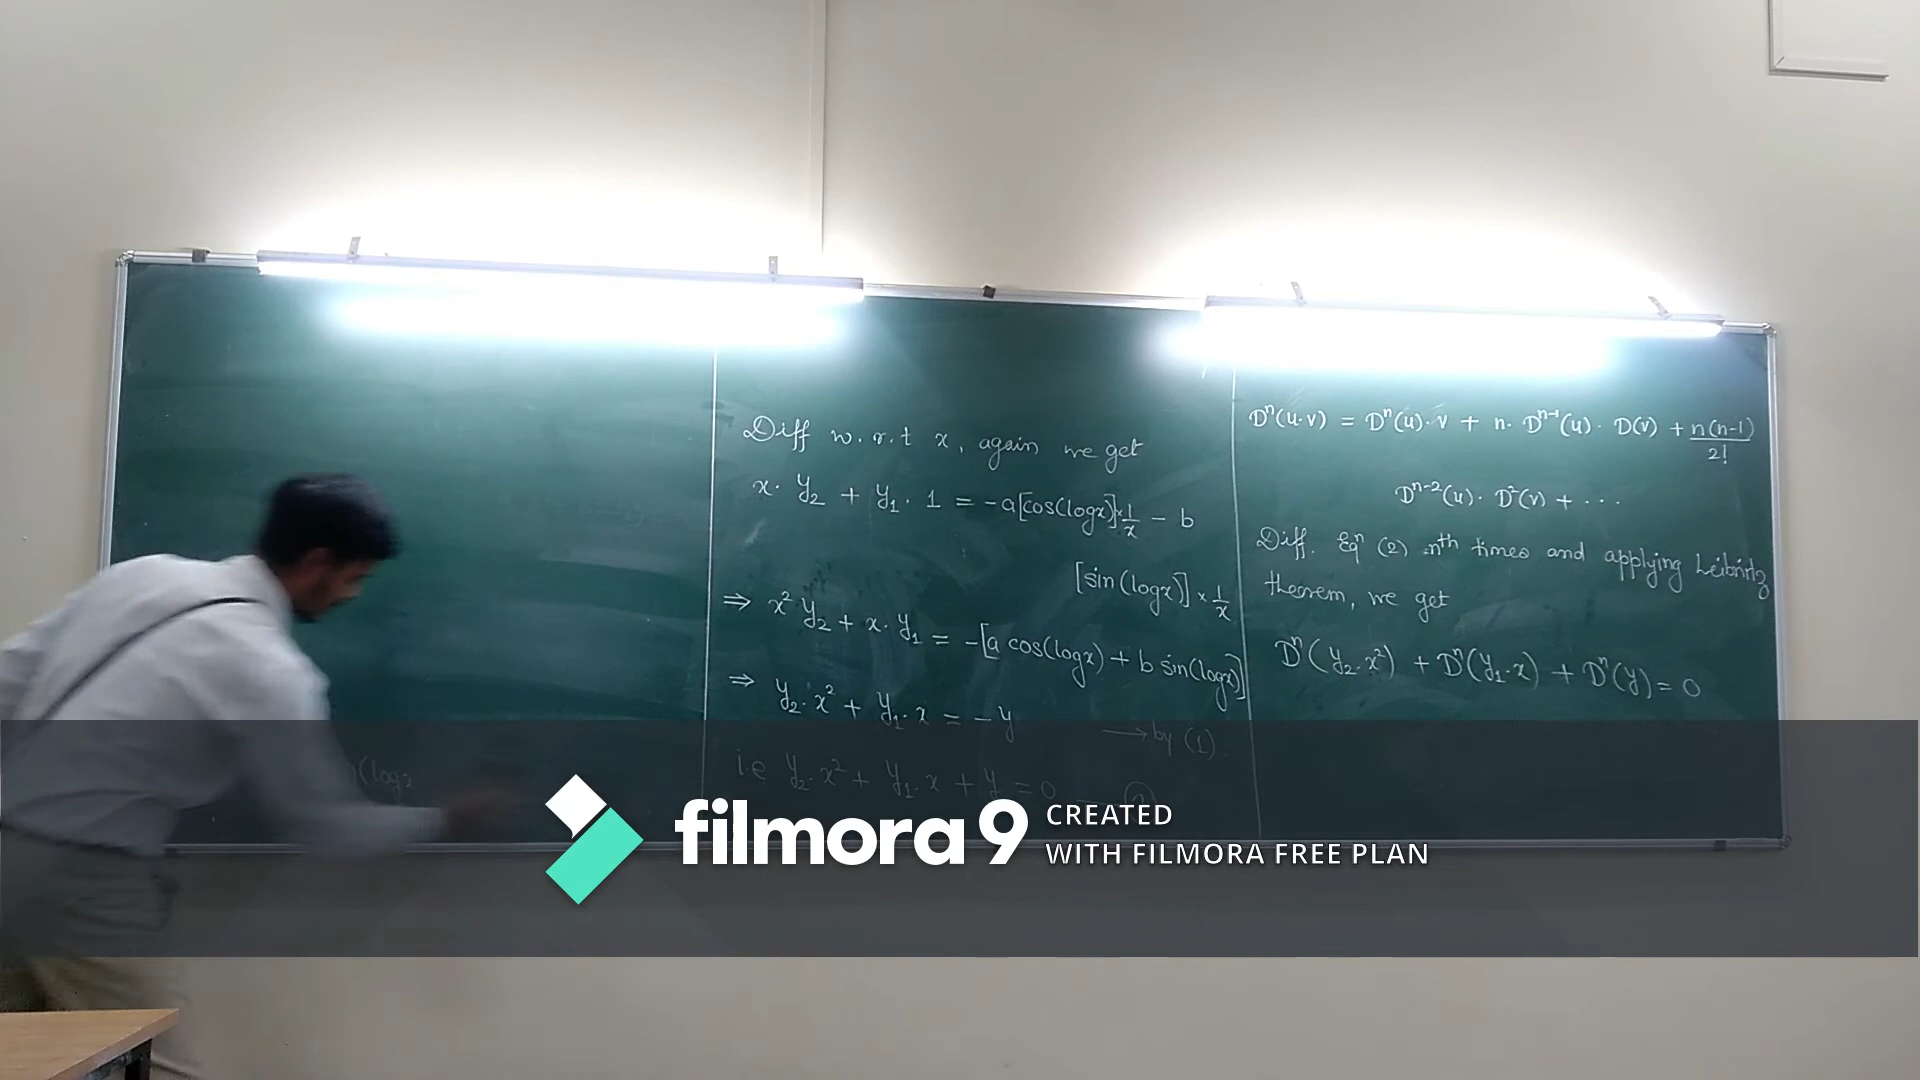 (log x
Diff w.r.t x, again we get
x· y₂ + y₁· 1 = -a[cos(logx)]×1/x - b
[sin(logx)] × 1/x
⇒ x²·y₂ + x·y₁ = -[a cos(logx) + b sin(logx)]
⇒ y₂·x² + y₁·x = -y
→ by (1).
i.e y₂·x² + y₁·x + y = 0 — ②
Dⁿ(u·v) = Dⁿ(u)·v + n· Dⁿ⁻¹(u)· D(v) + n(n-1)/2!
Dⁿ⁻²(u)· D²(v) + ···
Diff. Eqⁿ (2) nth times and applying Leibnitz
theorem, we get
Dⁿ(y₂·x²) + Dⁿ(y₁·x) + Dⁿ(y) = 0
filmora9
CREATED
WITH FILMORA FREE PLAN